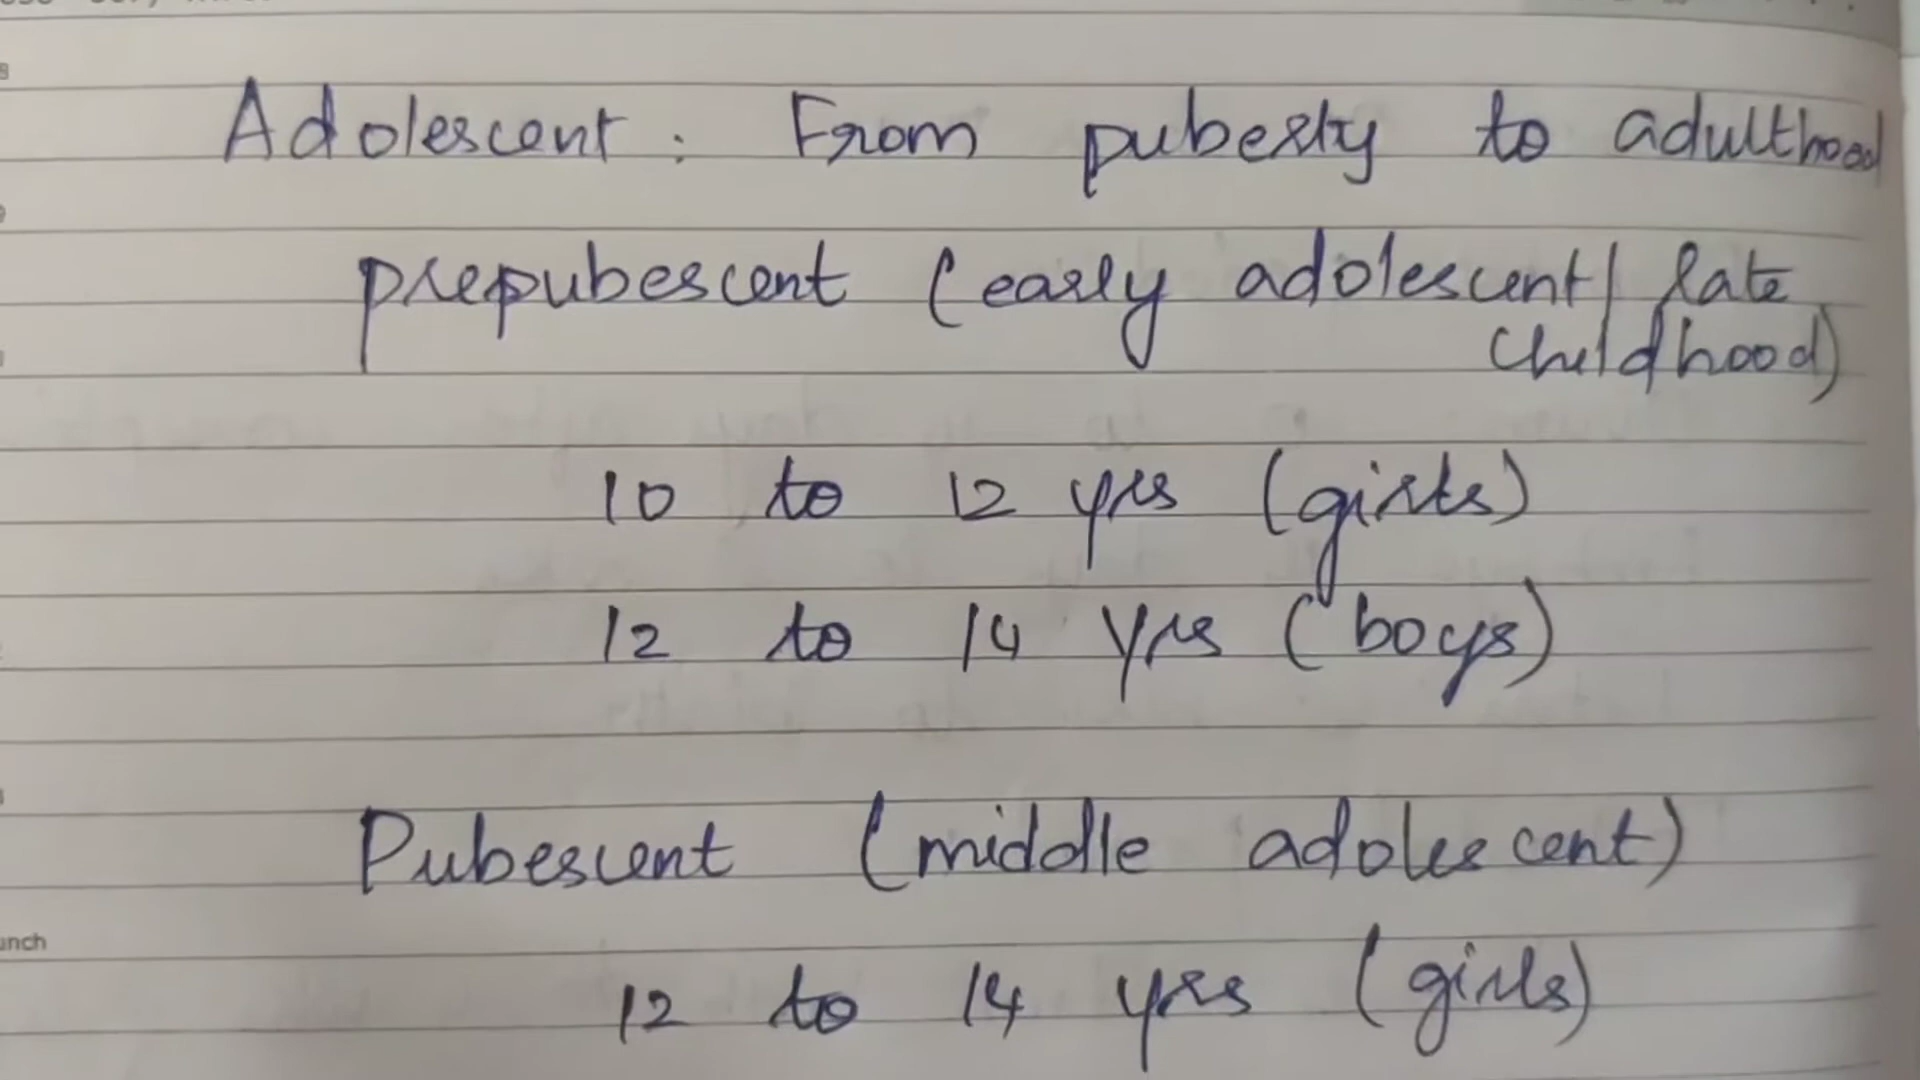 Adolescent : From puberty to adulthood
prepubescent (early adolescent / late
childhood)
10 to 12 yrs (girls)
12 to 14 yrs (boys)
Pubescent (middle adolescent)
12 to 14 yrs (girls)